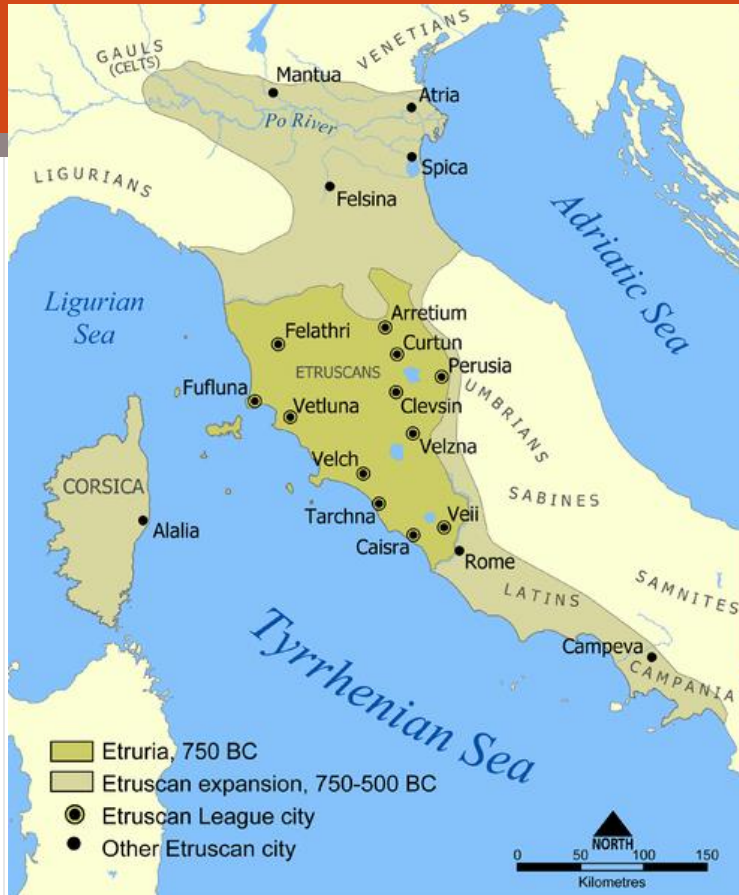 GAULS
(CELTS)
VENETIANS
Mantua
Atria
Po River
Spica
LIGURIANS
Felsina
Adriatic Sea
Ligurian
Sea
Arretium
Felathri
Curtun
ETRUSCANS
Perusia
Fufluna
Clevsin
Vetluna
UMBRIANS
Velzna
Velch
CORSICA
SABINES
Tarchna
Veii
Alalia
Caisra
Rome
LATINS
SAMNITES
Tyrrhenian Sea
Campeva
CAMPANIA
Etruria, 750 BC
Etruscan expansion, 750-500 BC
Etruscan League city
Other Etruscan city
NORTH
0 50 100 150
Kilometres